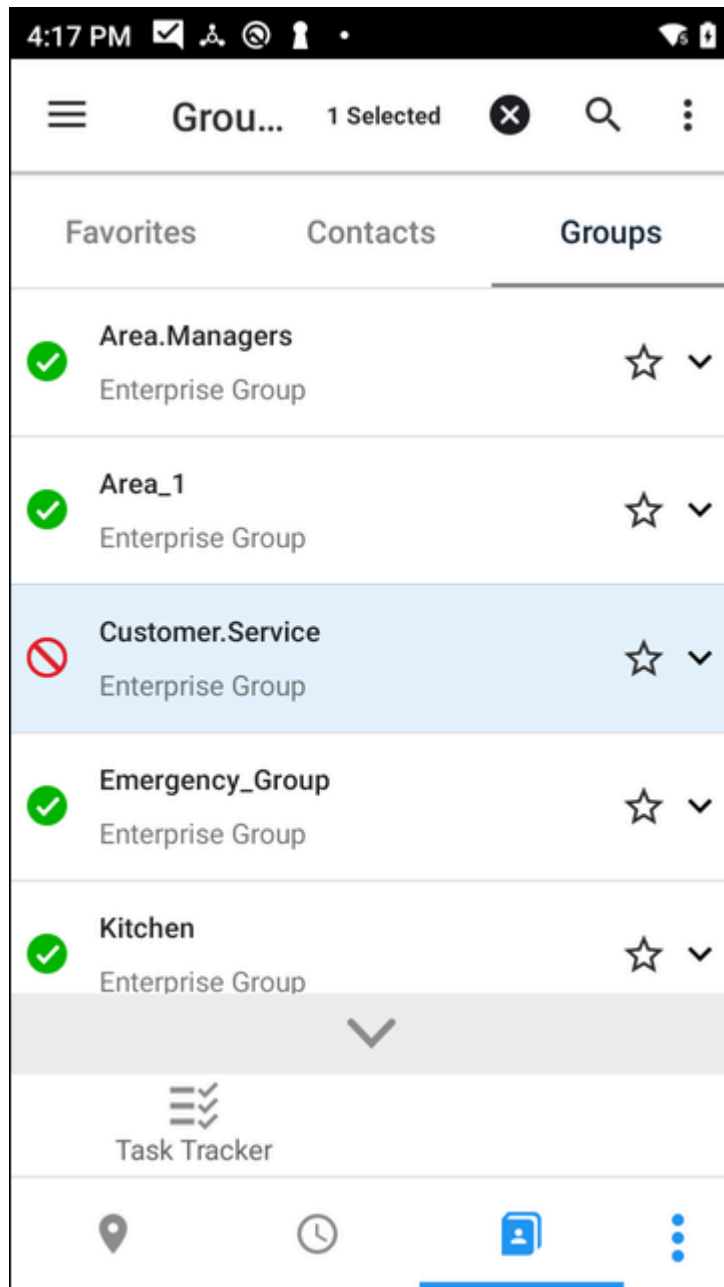 4:17 PM
Grou... 1 Selected
Favorites Contacts Groups
Area.Managers
Enterprise Group
Area_1
Enterprise Group
Customer.Service
Enterprise Group
Emergency_Group
Enterprise Group
Kitchen
Enterprise Group
Task Tracker